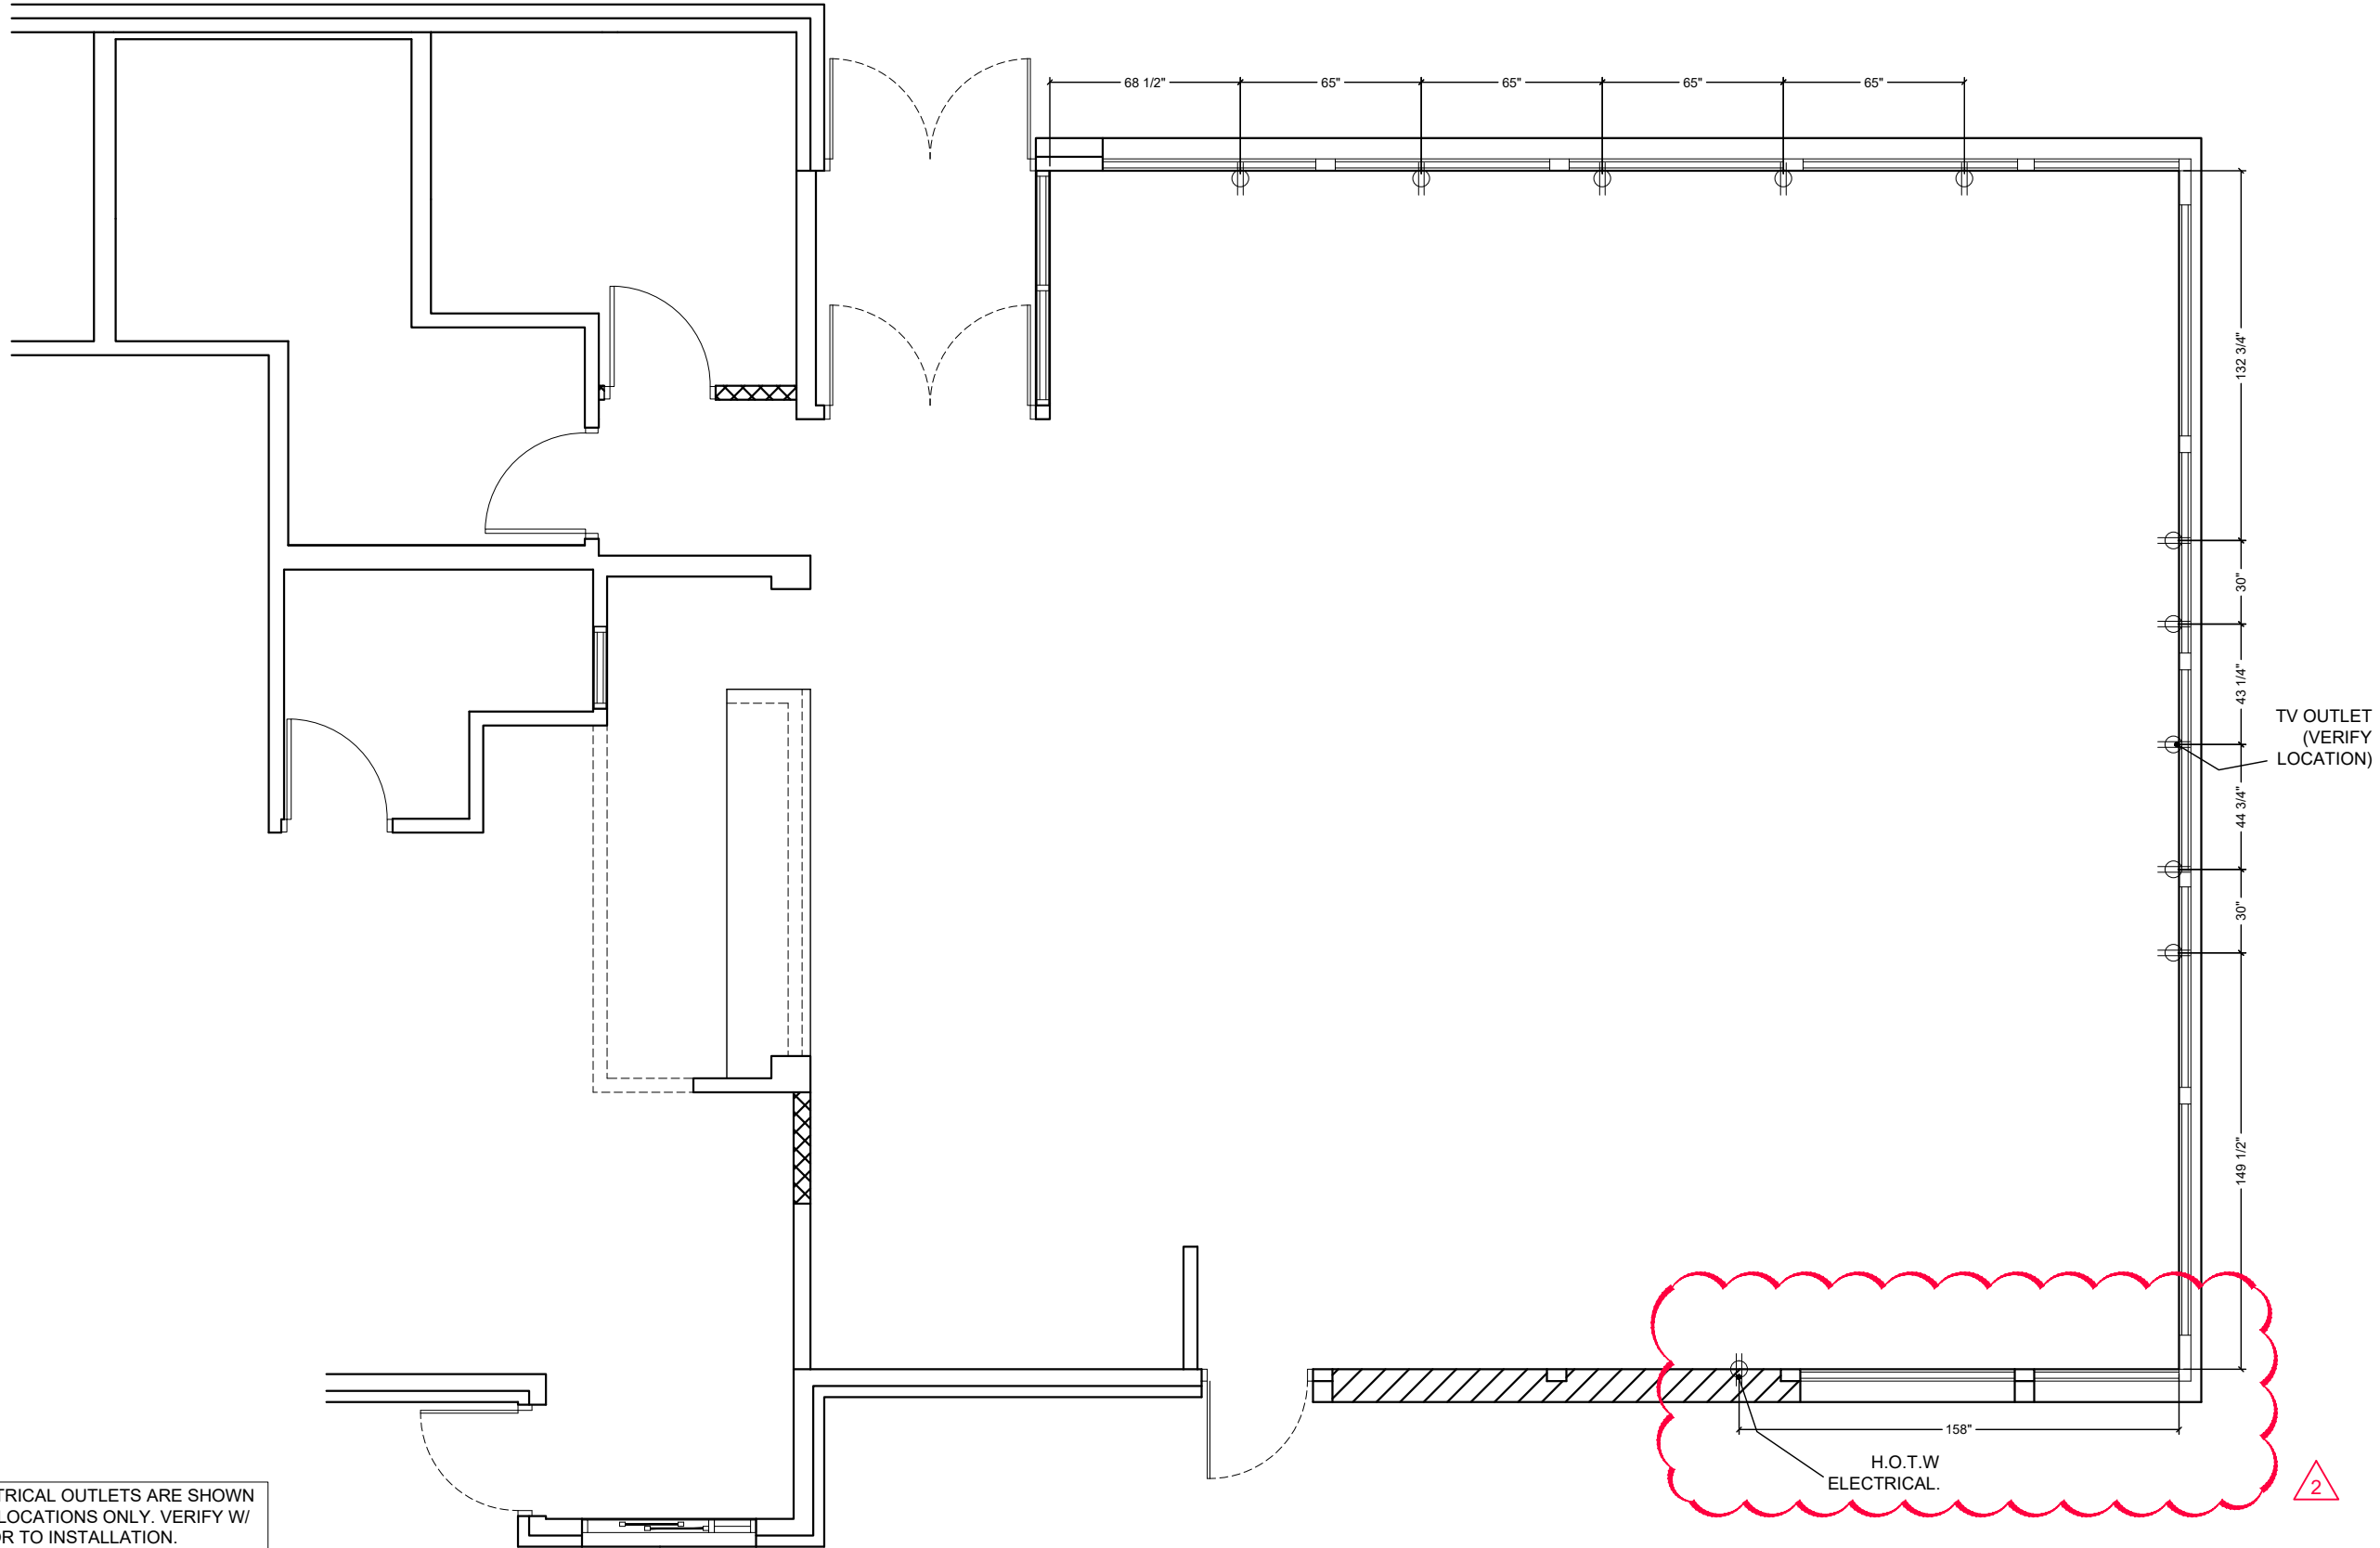 68 1/2"
65"
65"
65"
65"
132 3/4"
30"
43 1/4"
TV OUTLET
(VERIFY
LOCATION)
44 3/4"
30"
149 1/2"
158"
H.O.T.W
ELECTRICAL.
2
TRICAL OUTLETS ARE SHOWN
LOCATIONS ONLY. VERIFY W/
OR TO INSTALLATION.